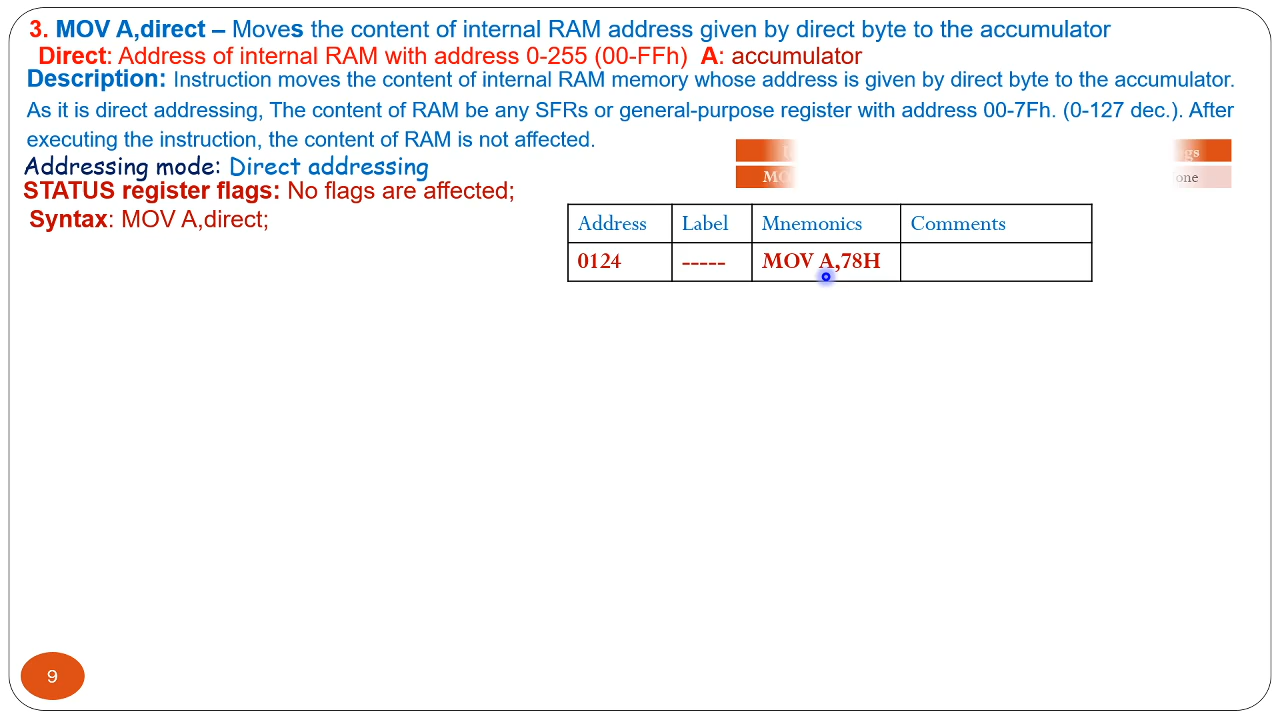 3. MOV A,direct – Moves the content of internal RAM address given by direct byte to the accumulator
Direct: Address of internal RAM with address 0-255 (00-FFh) A: accumulator
Description: Instruction moves the content of internal RAM memory whose address is given by direct byte to the accumulator.
As it is direct addressing, The content of RAM be any SFRs or general-purpose register with address 00-7Fh. (0-127 dec.). After
executing the instruction, the content of RAM is not affected.
Addressing mode: Direct addressing
STATUS register flags: No flags are affected;
Syntax: MOV A,direct;
Address Label Mnemonics Comments
0124 ----- MOV A,78H
9